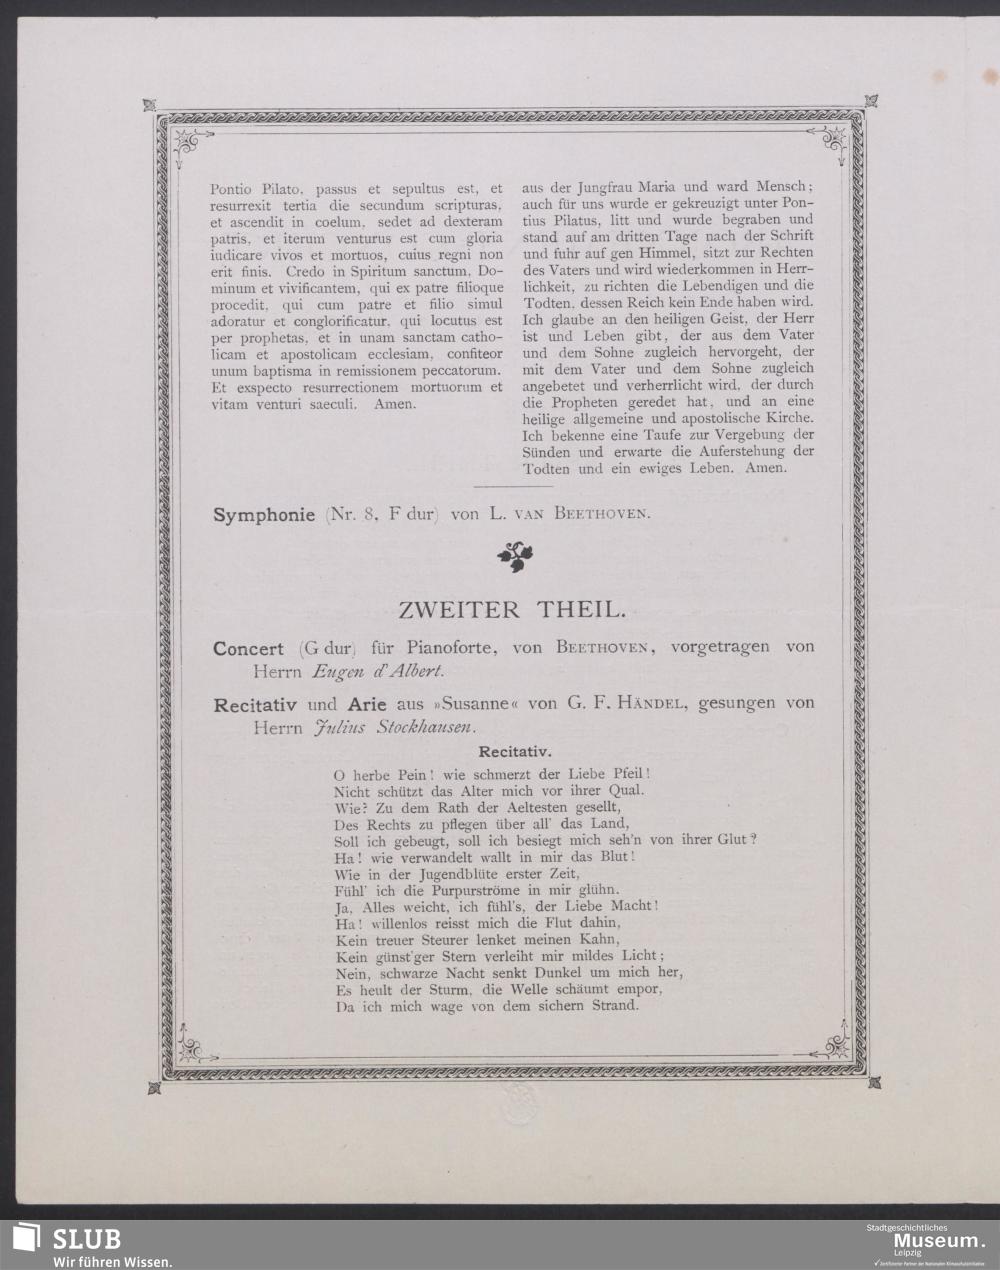 Pontio Pilato, passus et sepultus est, et
resurrexit tertia die secundum scripturas,
et ascendit in coelum, sedet ad dexteram
patris, et iterum venturus est cum gloria
iudicare vivos et mortuos, cuius regni non
erit finis. Credo in Spiritum sanctum, Do-
minum et vivificantem, qui ex patre filioque
procedit, qui cum patre et filio simul
adoratur et conglorificatur, qui locutus est
per prophetas, et in unam sanctam catho-
licam et apostolicam ecclesiam, confiteor
unum baptisma in remissionem peccatorum.
Et exspecto resurrectionem mortuorum et
vitam venturi saeculi. Amen.
aus der Jungfrau Maria und ward Mensch;
auch für uns wurde er gekreuzigt unter Pon-
tius Pilatus, litt und wurde begraben und
stand auf am dritten Tage nach der Schrift
und fuhr auf gen Himmel, sitzt zur Rechten
des Vaters und wird wiederkommen in Herr-
lichkeit, zu richten die Lebendigen und die
Todten, dessen Reich kein Ende haben wird.
Ich glaube an den heiligen Geist, der Herr
ist und Leben gibt, der aus dem Vater
und dem Sohne zugleich hervorgeht, der
mit dem Vater und dem Sohne zugleich
angebetet und verherrlicht wird, der durch
die Propheten geredet hat, und an eine
heilige allgemeine und apostolische Kirche.
Ich bekenne eine Taufe zur Vergebung der
Sünden und erwarte die Auferstehung der
Todten und ein ewiges Leben. Amen.
Symphonie (Nr. 8, F dur) von L. VAN BEETHOVEN.
ZWEITER THEIL.
Concert (G dur) für Pianoforte, von BEETHOVEN, vorgetragen von
Herrn Eugen d'Albert.
Recitativ und Arie aus »Susanne« von G. F. HÄNDEL, gesungen von
Herrn Julius Stockhausen.
Recitativ.
O herbe Pein! wie schmerzt der Liebe Pfeil!
Nicht schützt das Alter mich vor ihrer Qual.
Wie? Zu dem Rath der Aeltesten gesellt,
Des Rechts zu pflegen über all' das Land,
Soll ich gebeugt, soll ich besiegt mich seh'n von ihrer Glut?
Ha! wie verwandelt wallt in mir das Blut!
Wie in der Jugendblüte erster Zeit,
Fühl' ich die Purpurströme in mir glühn.
Ja, Alles weicht, ich fühl's, der Liebe Macht!
Ha! willenlos reisst mich die Flut dahin,
Kein treuer Steurer lenket meinen Kahn,
Kein günst'ger Stern verleiht mir mildes Licht;
Nein, schwarze Nacht senkt Dunkel um mich her,
Es heult der Sturm, die Welle schäumt empor,
Da ich mich wage von dem sichern Strand.
SLUB
Wir führen Wissen.
Stadtgeschichtliches
Museum.
Leipzig
Zertifizierter Partner der Nationalen Klimaschutzinitiative